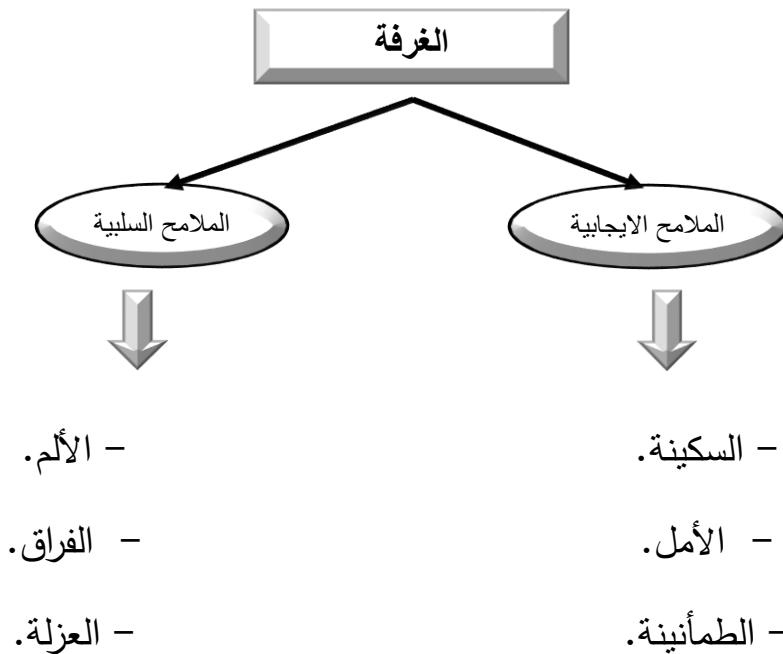 الغرفة
الملامح الايجابية
الملامح السلبية
- السكينة.
- الأمل.
- الطمأنينة.
- الألم.
- الفراق.
- العزلة.